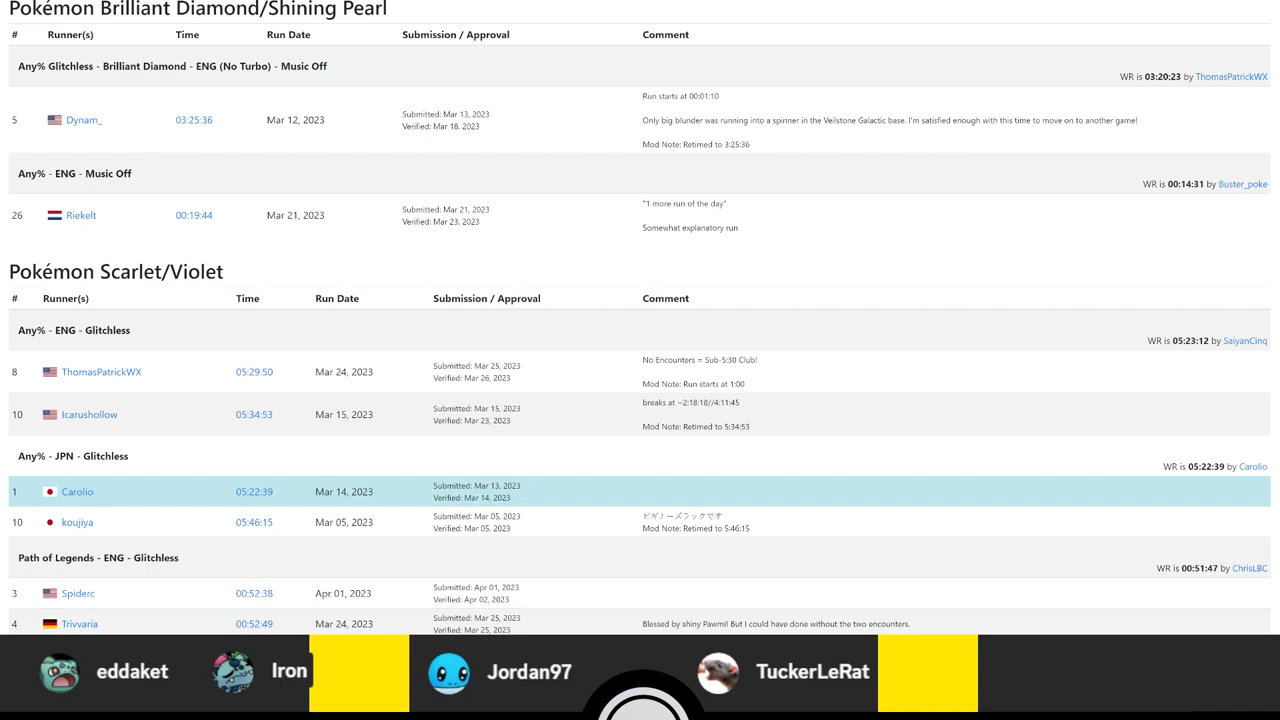 Pokémon Brilliant Diamond/Shining Pearl
# Runner(s) Time Run Date Submission / Approval Comment
Any% Glitchless - Brilliant Diamond - ENG (No Turbo) - Music Off
WR is 03:20:23 by ThomasPatrickWX
Run starts at 00:01:10
Submitted: Mar 13, 2023
5 Dynam_ 03:25:36 Mar 12, 2023 Only big blunder was running into a spinner in the Veilstone Galactic base. I'm satisfied enough with this time to move on to another game!
Verified: Mar 18, 2023
Mod Note: Retimed to 3:25:36
Any% - ENG - Music Off
WR is 00:14:31 by Buster_poke
"1 more run of the day"
Submitted: Mar 21, 2023
26 Riekelt 00:19:44 Mar 21, 2023
Verified: Mar 23, 2023
Somewhat explanatory run
Pokémon Scarlet/Violet
# Runner(s) Time Run Date Submission / Approval Comment
Any% - ENG - Glitchless
WR is 05:23:12 by SaiyanCinq
No Encounters = Sub-5:30 Club!
Submitted: Mar 25, 2023
8 ThomasPatrickWX 05:29:50 Mar 24, 2023
Verified: Mar 26, 2023
Mod Note: Run starts at 1:00
breaks at ~2:18:18//4:11:45
Submitted: Mar 15, 2023
10 Icarushollow 05:34:53 Mar 15, 2023
Verified: Mar 23, 2023
Mod Note: Retimed to 5:34:53
Any% - JPN - Glitchless
WR is 05:22:39 by Carolio
Submitted: Mar 13, 2023
1 Carolio 05:22:39 Mar 14, 2023
Verified: Mar 14, 2023
Submitted: Mar 05, 2023 ビギナーズラックです
10 koujiya 05:46:15 Mar 05, 2023
Verified: Mar 05, 2023 Mod Note: Retimed to 5:46:15
Path of Legends - ENG - Glitchless
WR is 00:51:47 by ChrisLBC
Submitted: Apr 01, 2023
3 Spiderc 00:52:38 Apr 01, 2023
Verified: Apr 02, 2023
Submitted: Mar 25, 2023
4 Trivvaria 00:52:49 Mar 24, 2023 Blessed by shiny Pawmi! But I could have done without the two encounters.
Verified: Mar 25, 2023
eddaket Iron Jordan97 TuckerLeRat